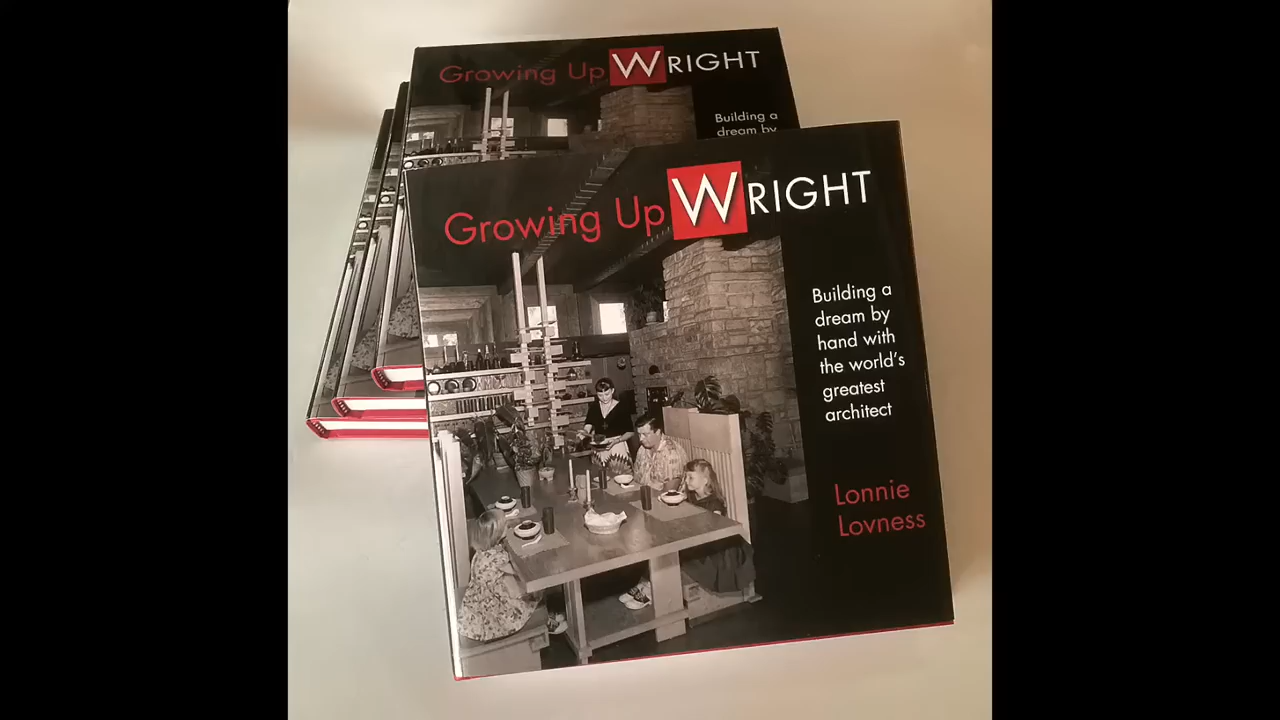 Growing Up WRIGHT
Building a
dream by
Growing Up WRIGHT
Building a
dream by
hand with
the world's
greatest
architect
Lonnie
Lovness